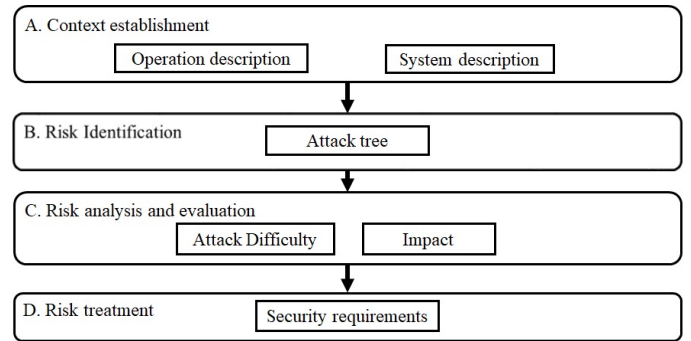 A. Context establishment
Operation description
System description
B. Risk Identification
Attack tree
C. Risk analysis and evaluation
Attack Difficulty
Impact
D. Risk treatment
Security requirements